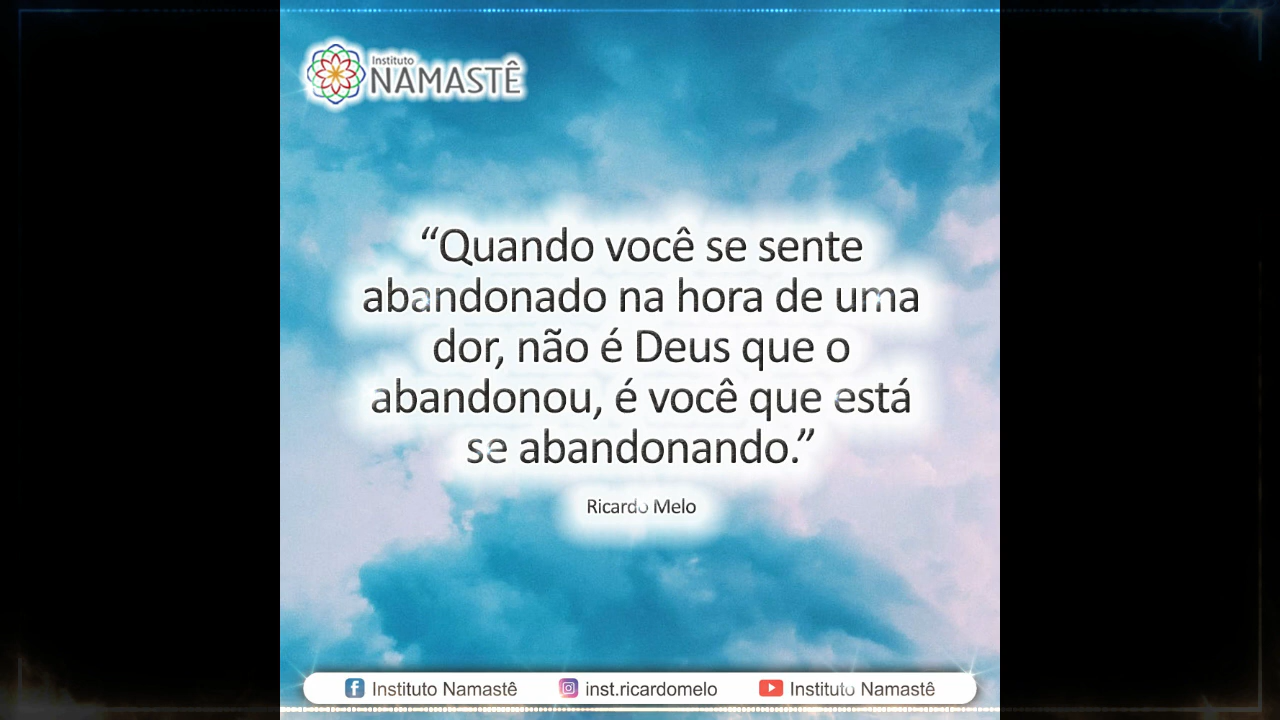 Instituto
NAMASTÊ
“Quando você se sente
abandonado na hora de uma
dor, não é Deus que o
abandonou, é você que está
se abandonando.”
Ricardo Melo
Instituto Namastê inst.ricardomelo Instituto Namastê